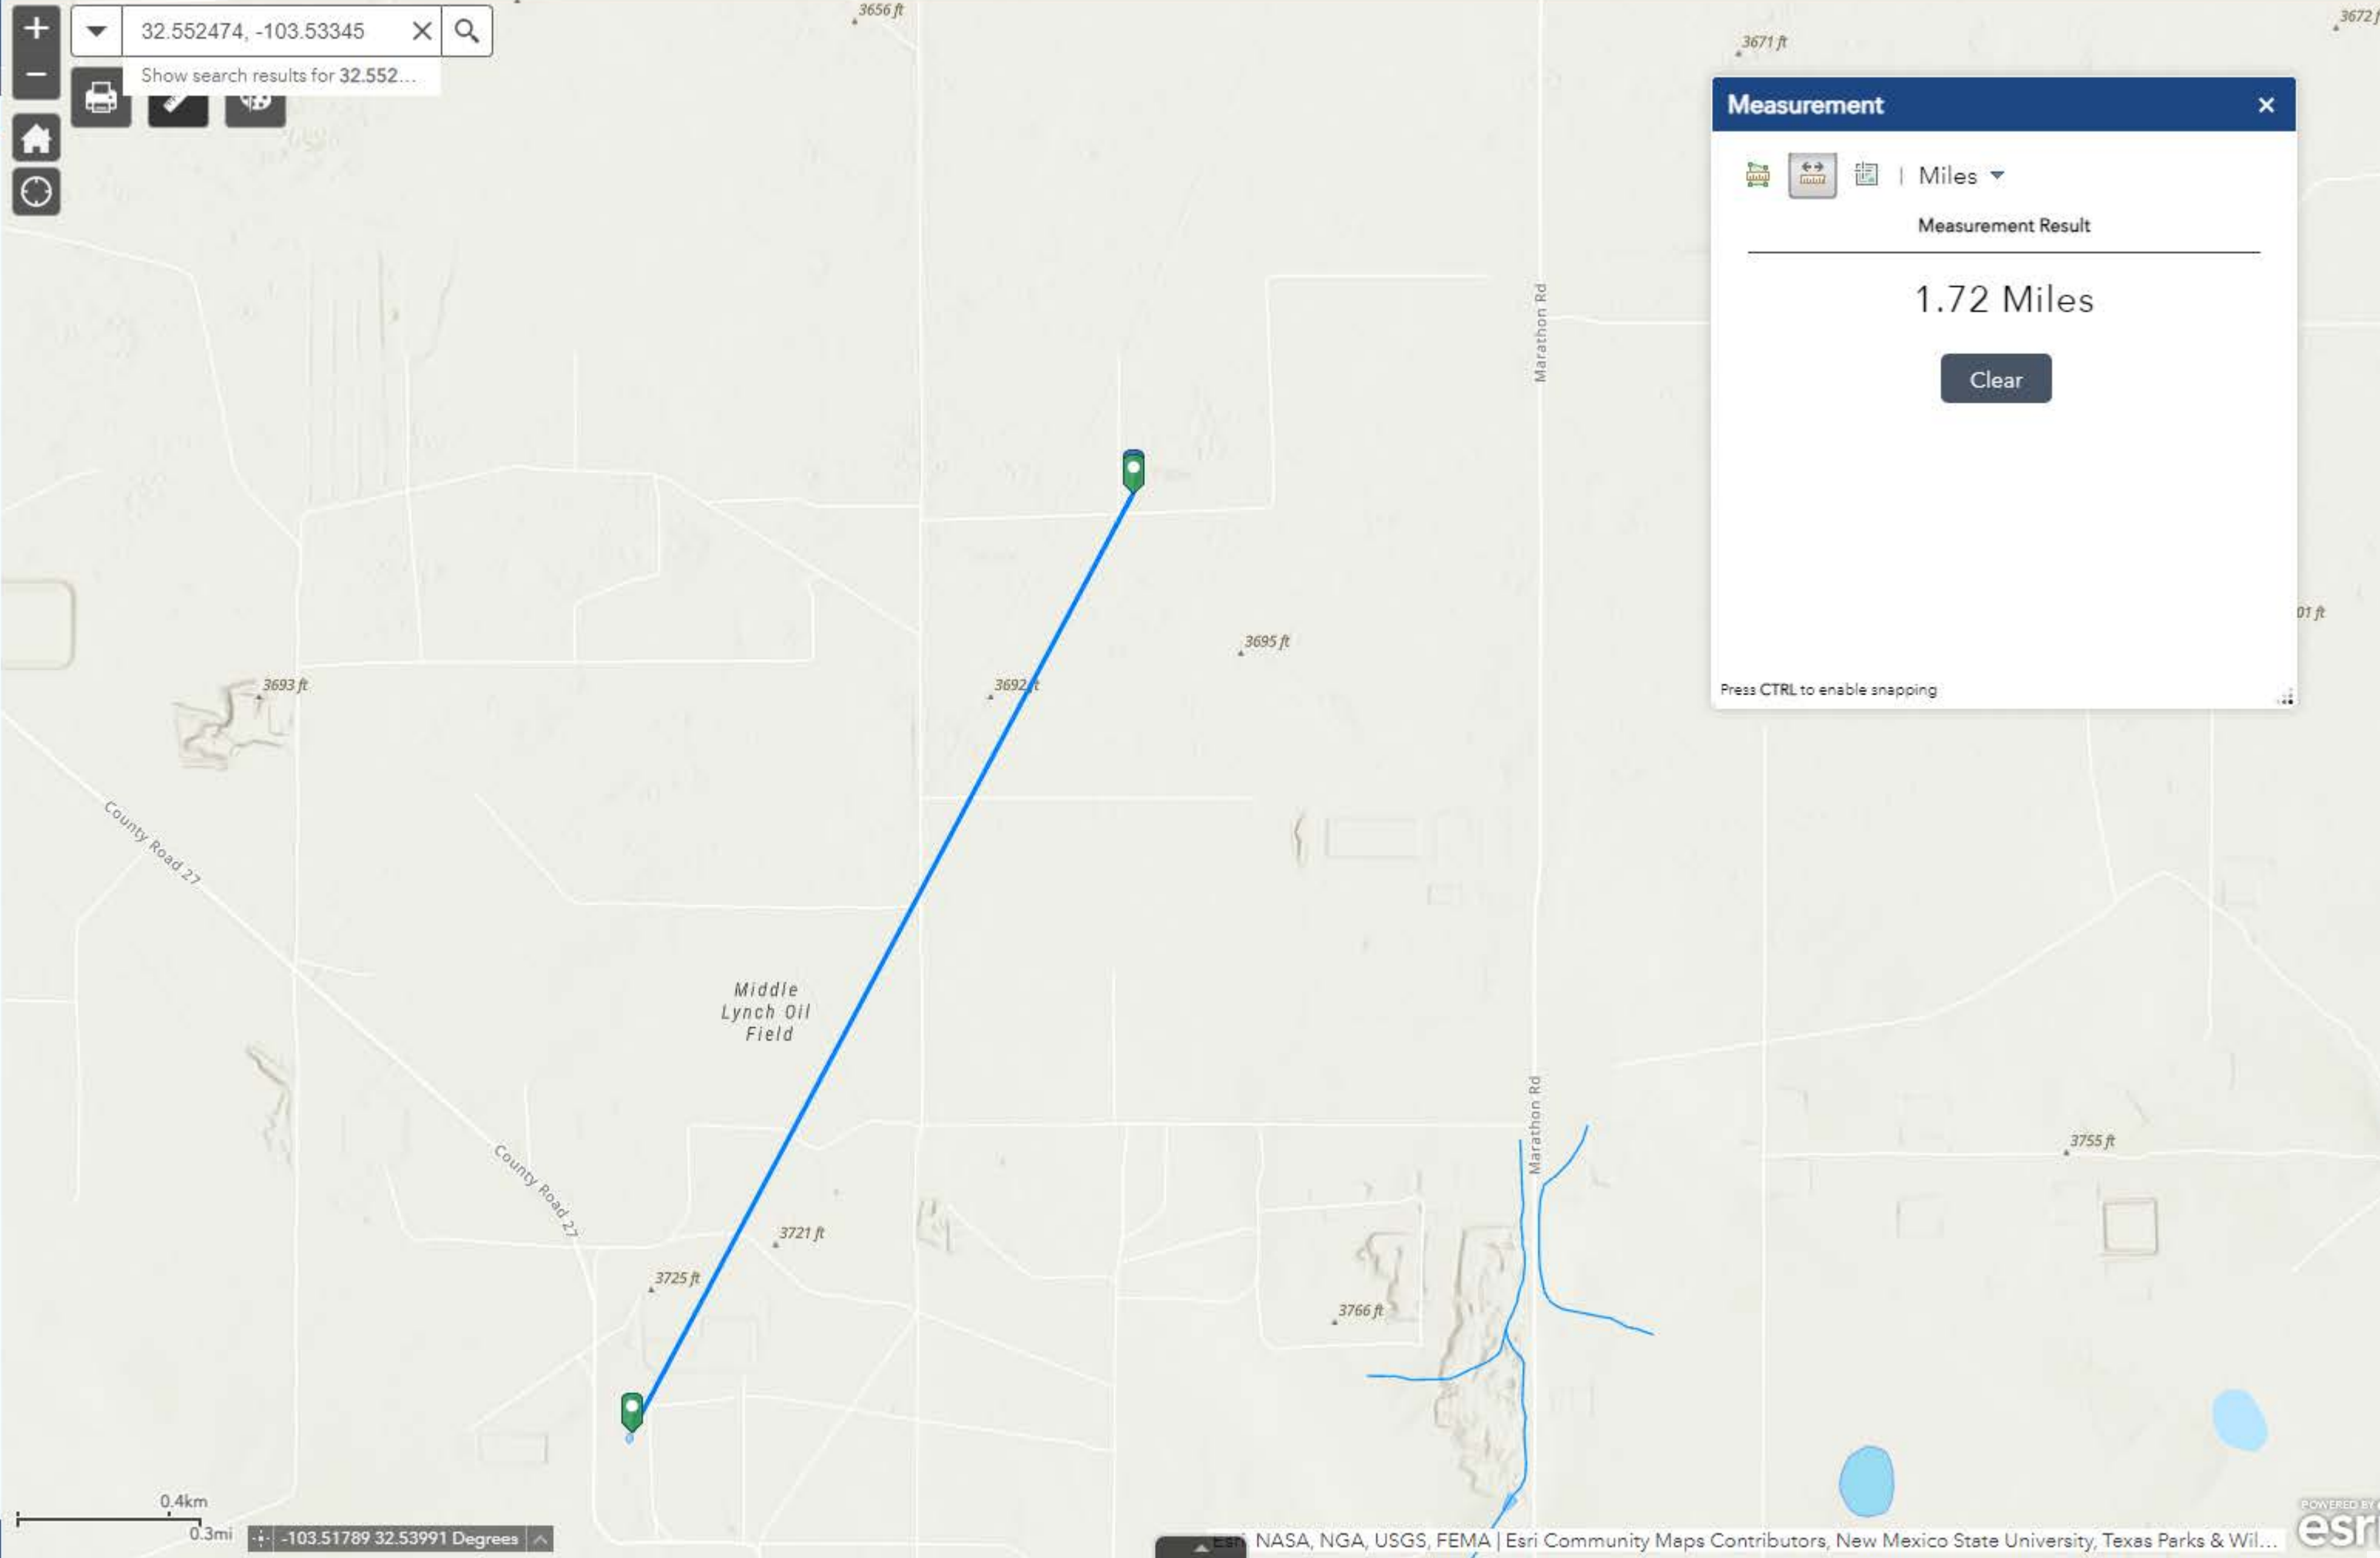 3656 ft
3672 f
32.552474, -103.53345
3671 ft
Show search results for 32.552...
Measurement
Miles
Measurement Result
1.72 Miles
Marathon Rd
Clear
01 ft
3695 ft
3692 ft
3693 ft
Press CTRL to enable snapping
County Road 27
Middle
Lynch Oil
Field
Marathon Rd
3755 ft
County Road 27
3721 ft
3725 ft
3766 ft
0.4km
0.3mi
-103.51789 32.53991 Degrees
POWERED BY
esri
Esri, NASA, NGA, USGS, FEMA | Esri Community Maps Contributors, New Mexico State University, Texas Parks & Wil...